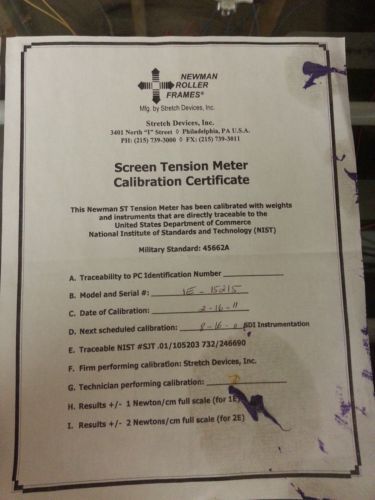 NEWMAN
ROLLER
FRAMES®
Mfg. by Stretch Devices, Inc.
Stretch Devices, Inc.
3401 North "I" Street ◊ Philadelphia, PA U.S.A.
PH: (215) 739-3000 ◊ FX: (215) 739-3011
Screen Tension Meter
Calibration Certificate
This Newman ST Tension Meter has been calibrated with weights
and instruments that are directly traceable to the
United States Department of Commerce
National Institute of Standards and Technology (NIST)
Military Standard: 45662A
A. Traceability to PC Identification Number
B. Model and Serial #: 1E - 15215
C. Date of Calibration: 2-16-11
D. Next scheduled calibration: 8-16-11 SDI Instrumentation
E. Traceable NIST #SJT .01/105203 732/246690
F. Firm performing calibration: Stretch Devices, Inc.
G. Technician performing calibration:
H. Results +/- 1 Newton/cm full scale (for 1E)
I. Results +/- 2 Newtons/cm full scale (for 2E)